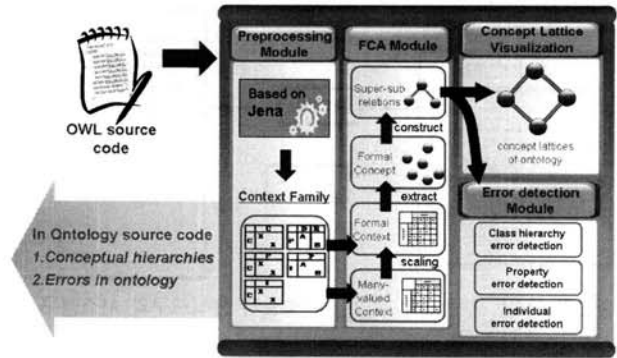 OWL source
code
Preprocessing
Module
Based on
Jena
Context Family
FCA Module
Super-sub
relations
construct
Formal
Concept
extract
Formal
Context
scaling
Many-
valued
Context
Concept Lattice
Visualization
concept lattices
of ontology
Error detection
Module
Class hierarchy
error detection
Property
error detection
Individual
error detection
In Ontology source code
1.Conceptual hierarchies
2.Errors in ontology